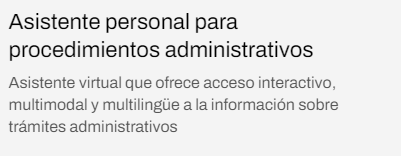 Asistente personal para
procedimientos administrativos
Asistente virtual que ofrece acceso interactivo,
multimodal y multilingüe a la información sobre
trámites administrativos